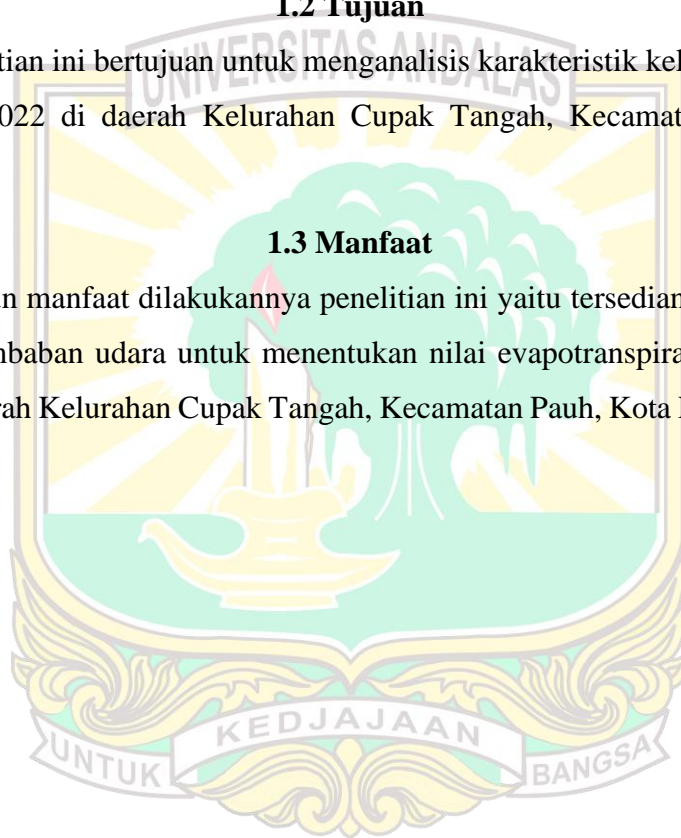 1.2 Tujuan
tian ini bertujuan untuk menganalisis karakteristik kel
022 di daerah Kelurahan Cupak Tangah, Kecamat
1.3 Manfaat
n manfaat dilakukannya penelitian ini yaitu tersedian
mbaban udara untuk menentukan nilai evapotranspira
rah Kelurahan Cupak Tangah, Kecamatan Pauh, Kota
UNIVERSITAS ANDALAS
UNTUK KEDJAJAAN BANGSA